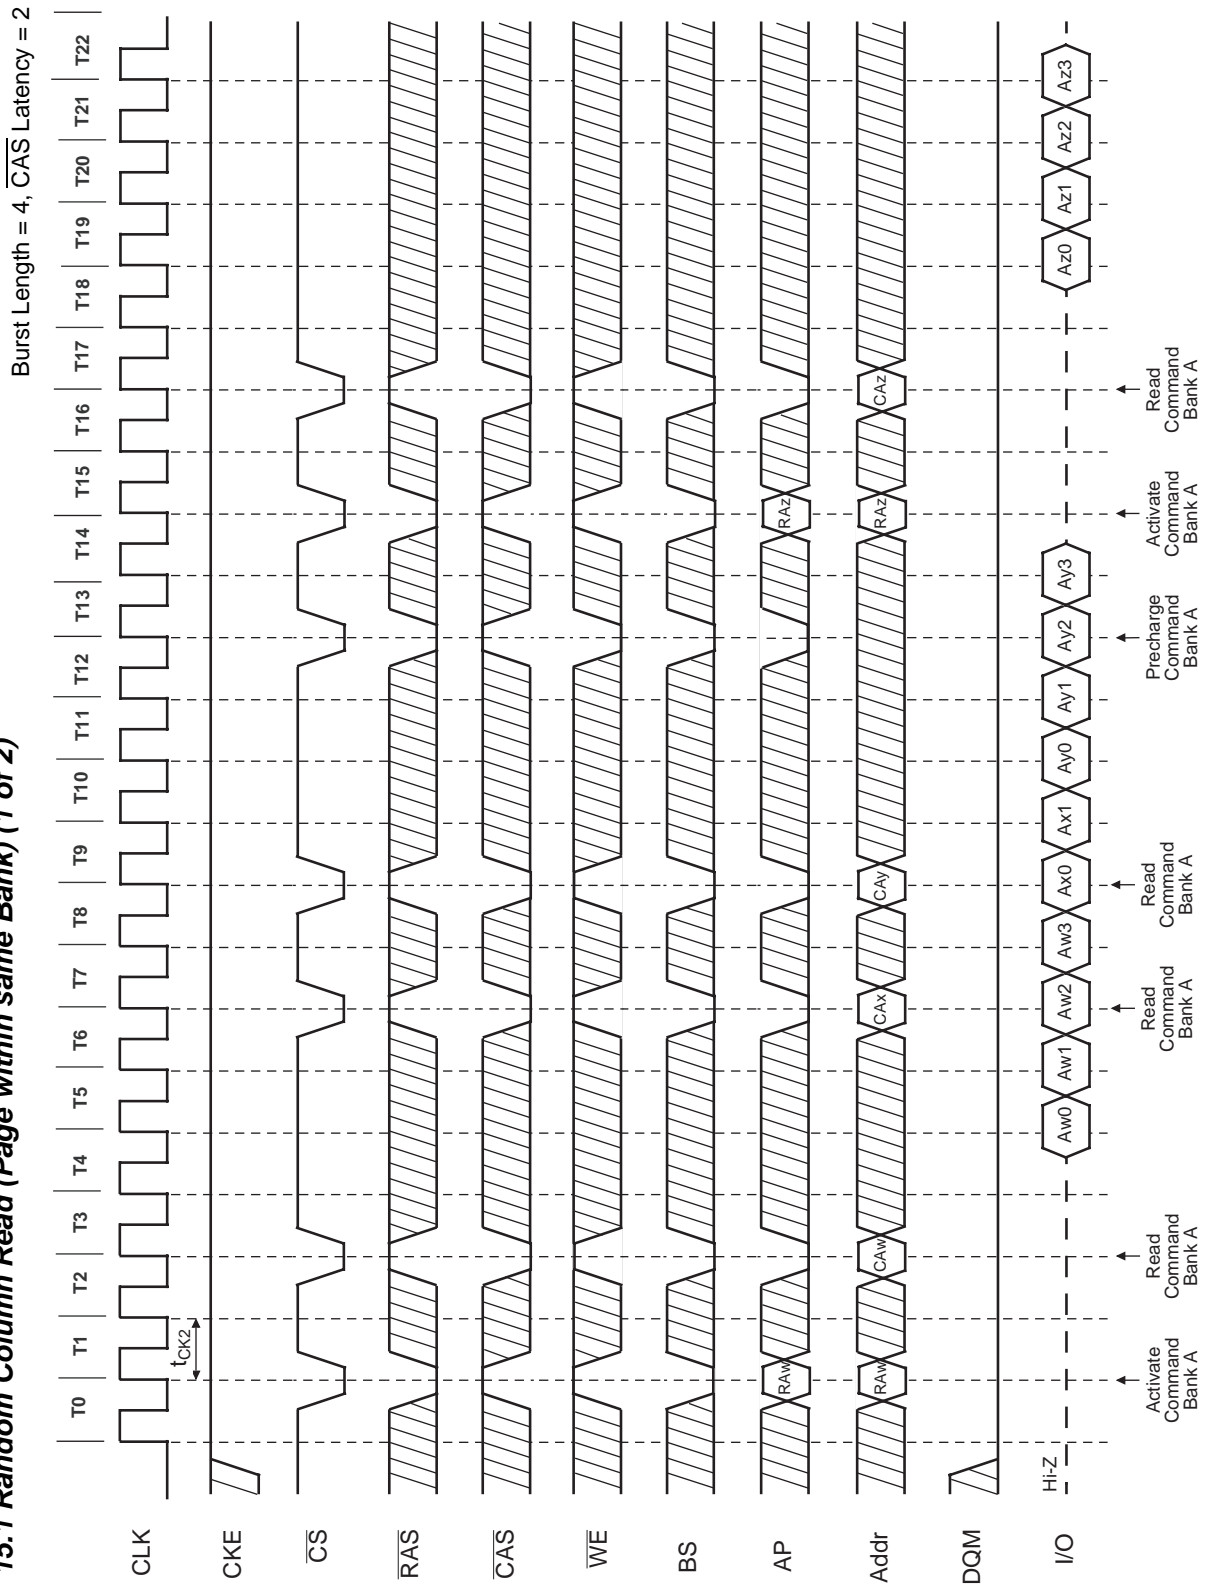 15.1 Random Column Read (Page within same Bank) (1 of 2)
Burst Length = 4, CAS Latency = 2
T0 T1 T2 T3 T4 T5 T6 T7 T8 T9 T10 T11 T12 T13 T14 T15 T16 T17 T18 T19 T20 T21 T22
CLK
tCK2
CKE
CS
RAS
CAS
WE
BS
AP
RAw RAz
Addr
RAw CAw CAx CAy RAz CAz
DQM
I/O
Hi-Z
Aw0 Aw1 Aw2 Aw3 Ax0 Ax1 Ay0 Ay1 Ay2 Ay3 Az0 Az1 Az2 Az3
Activate
Command
Bank A
Read
Command
Bank A
Read
Command
Bank A
Read
Command
Bank A
Precharge
Command
Bank A
Activate
Command
Bank A
Read
Command
Bank A